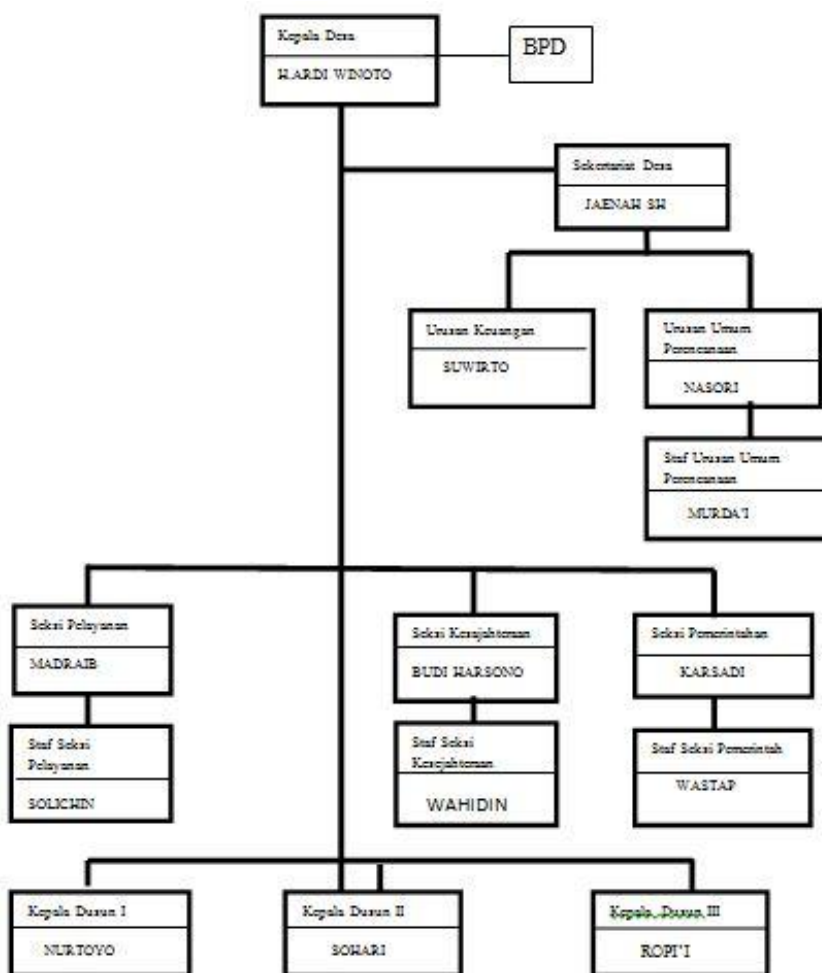 Kepala Desa
H.ARDI WINOTO
BPD
Sekertariat Desa
JAENAH SH
Urusan Keuangan
SUWIRTO
Urusan Umum
Perencanaan
NASORI
Staf Urusan Umum
Perencanaan
MURDA'I
Seksi Pelayanan
MADRAIB
Seksi Kesajahteraan
BUDI HARSONO
Seksi Pemerintahan
KARSADI
Staf Seksi
Pelayanan
SOLICHIN
Staf Seksi
Kesejahteraan
WAHIDIN
Staf Seksi Pemerintah
WASTAP
Kepala Dusun I
NURTOYO
Kepala Dusun II
SOHARI
Kepala Dusun III
ROPI'I